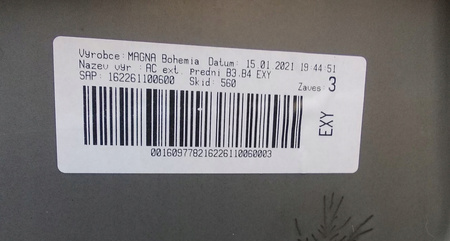 Vyrobce: MAGNA Bohemia Datum: 15.01.2021 19:44:51
Nazev vyr : AC ext predni B3.B4 EXY
SAP: 162261100600 Skid: 560 Zaves: 3
EXY
001609778216226110060003